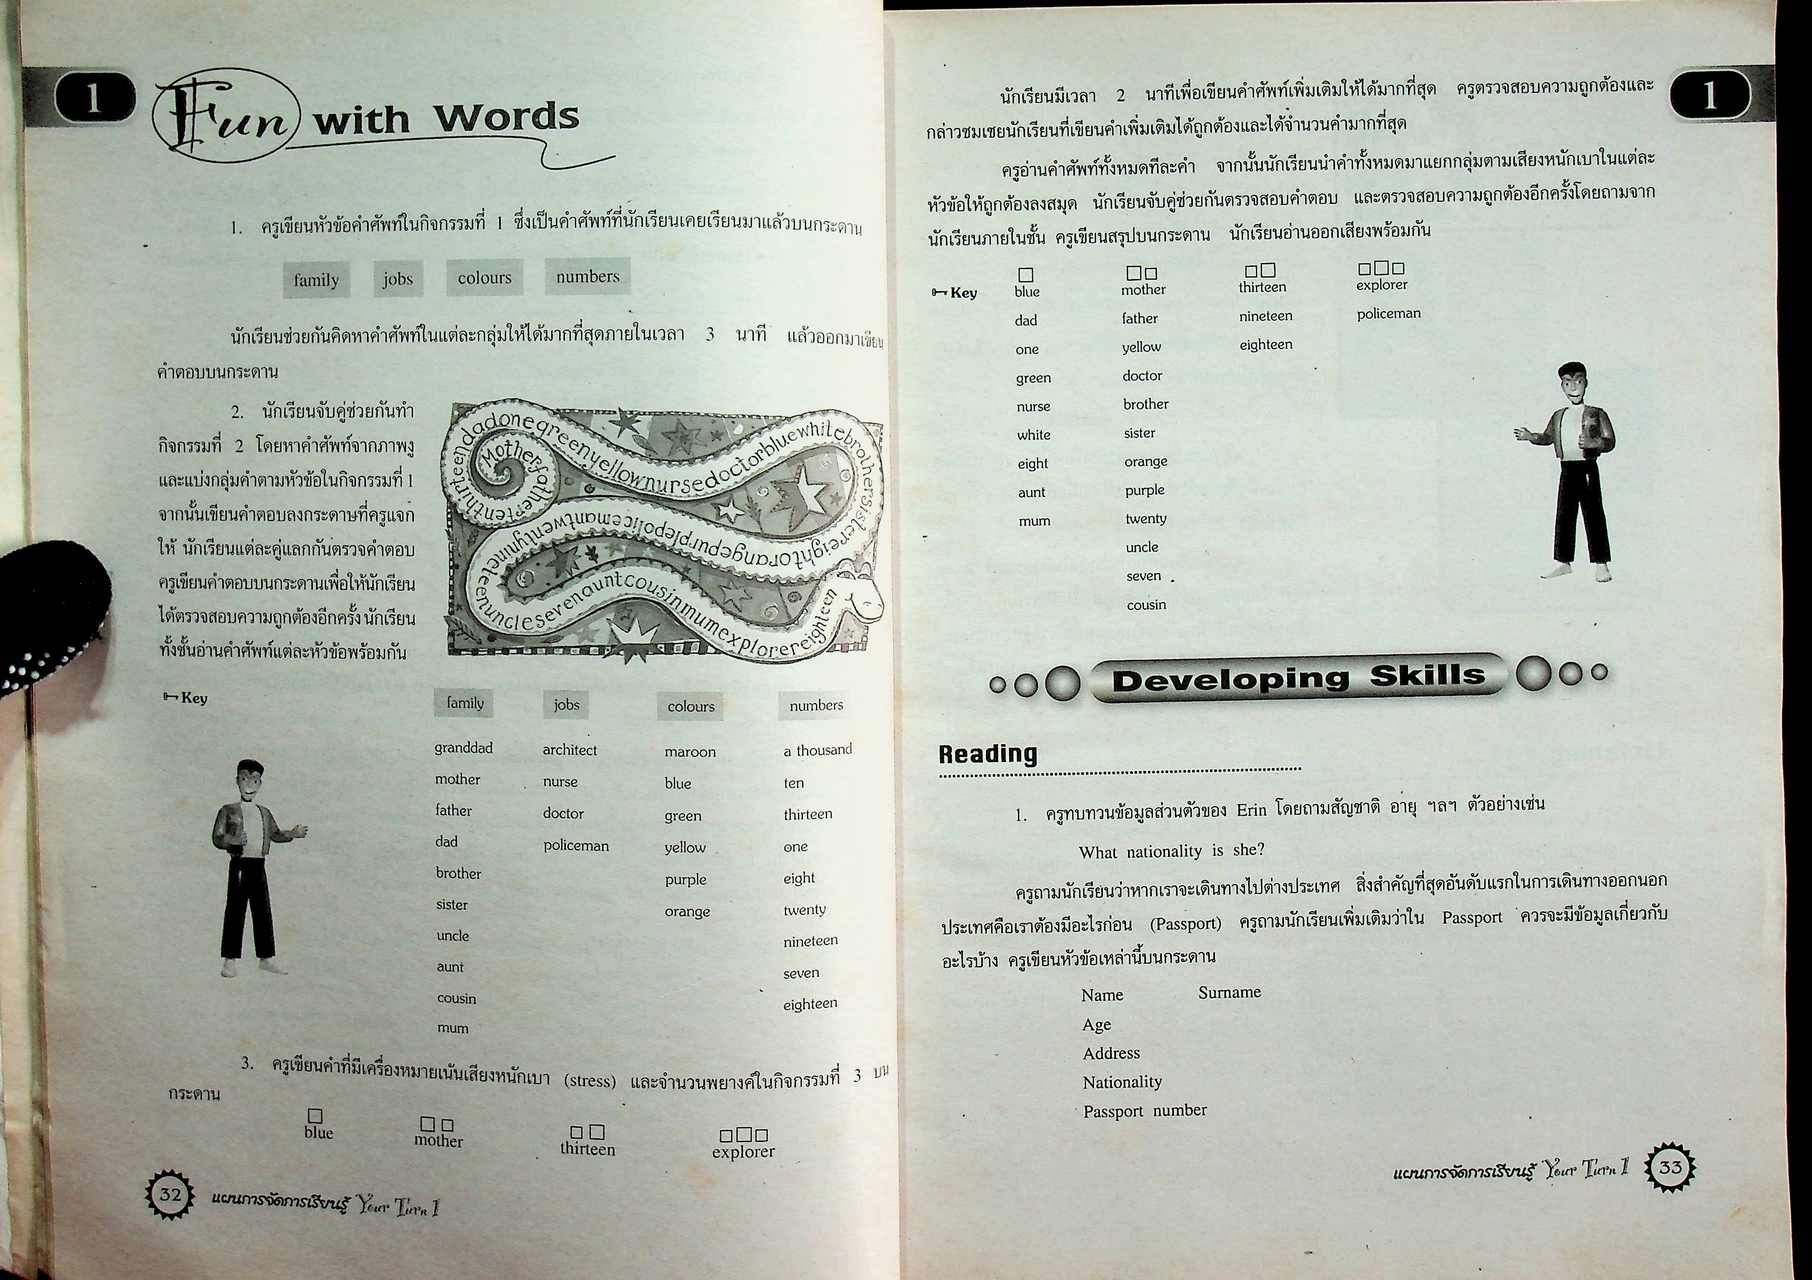 1
Fun with Words
1. ครูเขียนหัวข้อคำศัพท์ในกิจกรรมที่ 1 ซึ่งเป็นคำศัพท์ที่นักเรียนเคยเรียนมาแล้วบนกระดาน
family jobs colours numbers
นักเรียนช่วยกันคิดหาคำศัพท์ในแต่ละกลุ่มให้ได้มากที่สุดภายในเวลา 3 นาที แล้วออกมาเขียน
คำตอบบนกระดาน
2. นักเรียนจับคู่ช่วยกันทำ
กิจกรรมที่ 2 โดยหาคำศัพท์จากภาพงู
และแบ่งกลุ่มคำตามหัวข้อในกิจกรรมที่ 1
จากนั้นเขียนคำตอบลงกระดาษที่ครูแจก
ให้ นักเรียนแต่ละคู่แลกกันตรวจคำตอบ
ครูเขียนคำตอบบนกระดานเพื่อให้นักเรียน
ได้ตรวจสอบความถูกต้องอีกครั้ง นักเรียน
ทั้งชั้นอ่านคำศัพท์แต่ละหัวข้อพร้อมกัน
Motherfathertenthirteendadonegreenyellownursedoctorbluewhitebrothersistereightorangepurplepolicemantwentynineteenuncleseventauntcousinmumexplorereighteen
Key
family jobs colours numbers
granddad architect maroon a thousand
mother nurse blue ten
father doctor green thirteen
dad policeman yellow one
brother purple eight
sister orange twenty
uncle nineteen
aunt seven
cousin eighteen
mum
3. ครูเขียนคำที่มีเครื่องหมายเน้นเสียงหนักเบา (stress) และจำนวนพยางค์ในกิจกรรมที่ 3 บน
กระดาน
blue mother thirteen explorer
32 แผนการจัดการเรียนรู้ Your Turn 1
1
นักเรียนมีเวลา 2 นาทีเพื่อเขียนคำศัพท์เพิ่มเติมให้ได้มากที่สุด ครูตรวจสอบความถูกต้องและ
กล่าวชมเชยนักเรียนที่เขียนคำเพิ่มเติมได้ถูกต้องและได้จำนวนคำมากที่สุด
ครูอ่านคำศัพท์ทั้งหมดทีละคำ จากนั้นนักเรียนนำคำทั้งหมดมาแยกกลุ่มตามเสียงหนักเบาในแต่ละ
หัวข้อให้ถูกต้องลงสมุด นักเรียนจับคู่ช่วยกันตรวจสอบคำตอบ และตรวจสอบความถูกต้องอีกครั้งโดยถามจาก
นักเรียนภายในชั้น ครูเขียนสรุปบนกระดาน นักเรียนอ่านออกเสียงพร้อมกัน
Key blue mother thirteen explorer
dad father nineteen policeman
one yellow eighteen
green doctor
nurse brother
white sister
eight orange
aunt purple
mum twenty
uncle
seven
cousin
Developing Skills
Reading
1. ครูทบทวนข้อมูลส่วนตัวของ Erin โดยถามสัญชาติ อายุ ฯลฯ ตัวอย่างเช่น
What nationality is she?
ครูถามนักเรียนว่าหากเราจะเดินทางไปต่างประเทศ สิ่งสำคัญที่สุดอันดับแรกในการเดินทางออกนอก
ประเทศคือเราต้องมีอะไรก่อน (Passport) ครูถามนักเรียนเพิ่มเติมว่าใน Passport ควรจะมีข้อมูลเกี่ยวกับ
อะไรบ้าง ครูเขียนหัวข้อเหล่านี้บนกระดาน
Name Surname
Age
Address
Nationality
Passport number
แผนการจัดการเรียนรู้ Your Turn 1 33